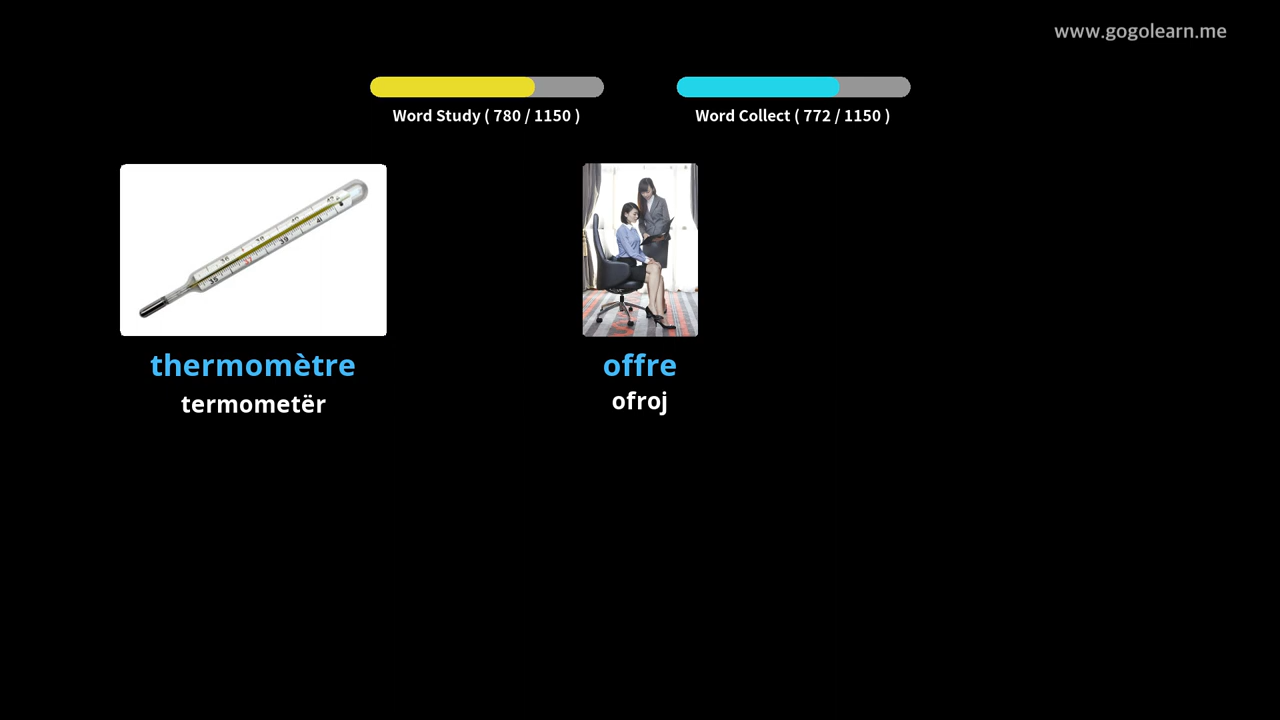 www.gogolearn.me
Word Study ( 780 / 1150 )
Word Collect ( 772 / 1150 )
thermomètre
termometër
offre
ofroj